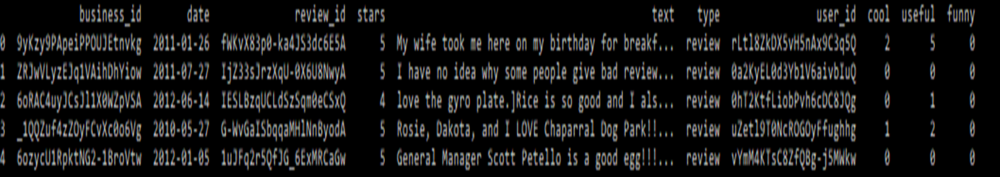 business_id date review_id stars text type user_id cool useful funny
0 9yKzy9PApeiPPOUJEtnvkg 2011-01-26 fWKvX83p0-ka4JS3dc6E5A 5 My wife took me here on my birthday for breakf... review rLtl8ZkDX5vH5nAx9C3q5Q 2 5 0
1 ZRJwVLyzEJq1VAihDhYiow 2011-07-27 IjZ33sJrzXqU-0X6U8NwyA 5 I have no idea why some people give bad review... review 0a2KyEL0d3Yb1V6aivbIuQ 0 0 0
2 6oRAC4uyJCsJl1X0WZpVSA 2012-06-14 IESLBzqUCLdSzSqm0eCSxQ 4 love the gyro plate.]Rice is so good and I als... review 0hT2KtfLiobPvh6cDC8JQg 0 1 0
3 _1QQZuf4zZOyFCvXc0o6Vg 2010-05-27 G-WvGaISbqqaMHlNnByodA 5 Rosie, Dakota, and I LOVE Chaparral Dog Park!!... review uZetl9T0NcROGOyFfughhg 1 2 0
4 6ozycU1RpktNG2-1BroVtw 2012-01-05 1uJFq2r5QfJG_6ExMRCaGw 5 General Manager Scott Petello is a good egg!!!... review vYmM4KTsC8ZfQBg-j5MWkw 0 0 0